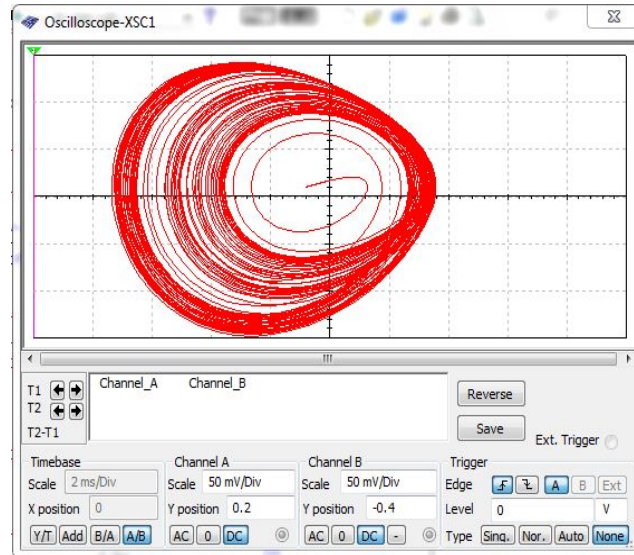 Oscilloscope-XSC1
T1
T2
T2-T1
Channel_A Channel_B
Reverse
Save
Ext. Trigger
Timebase
Scale 2 ms/Div
X position 0
Y/T Add B/A A/B
Channel A
Scale 50 mV/Div
Y position 0.2
AC 0 DC
Channel B
Scale 50 mV/Div
Y position -0.4
AC 0 DC -
Trigger
Edge A B Ext
Level 0 V
Type Sing. Nor. Auto None